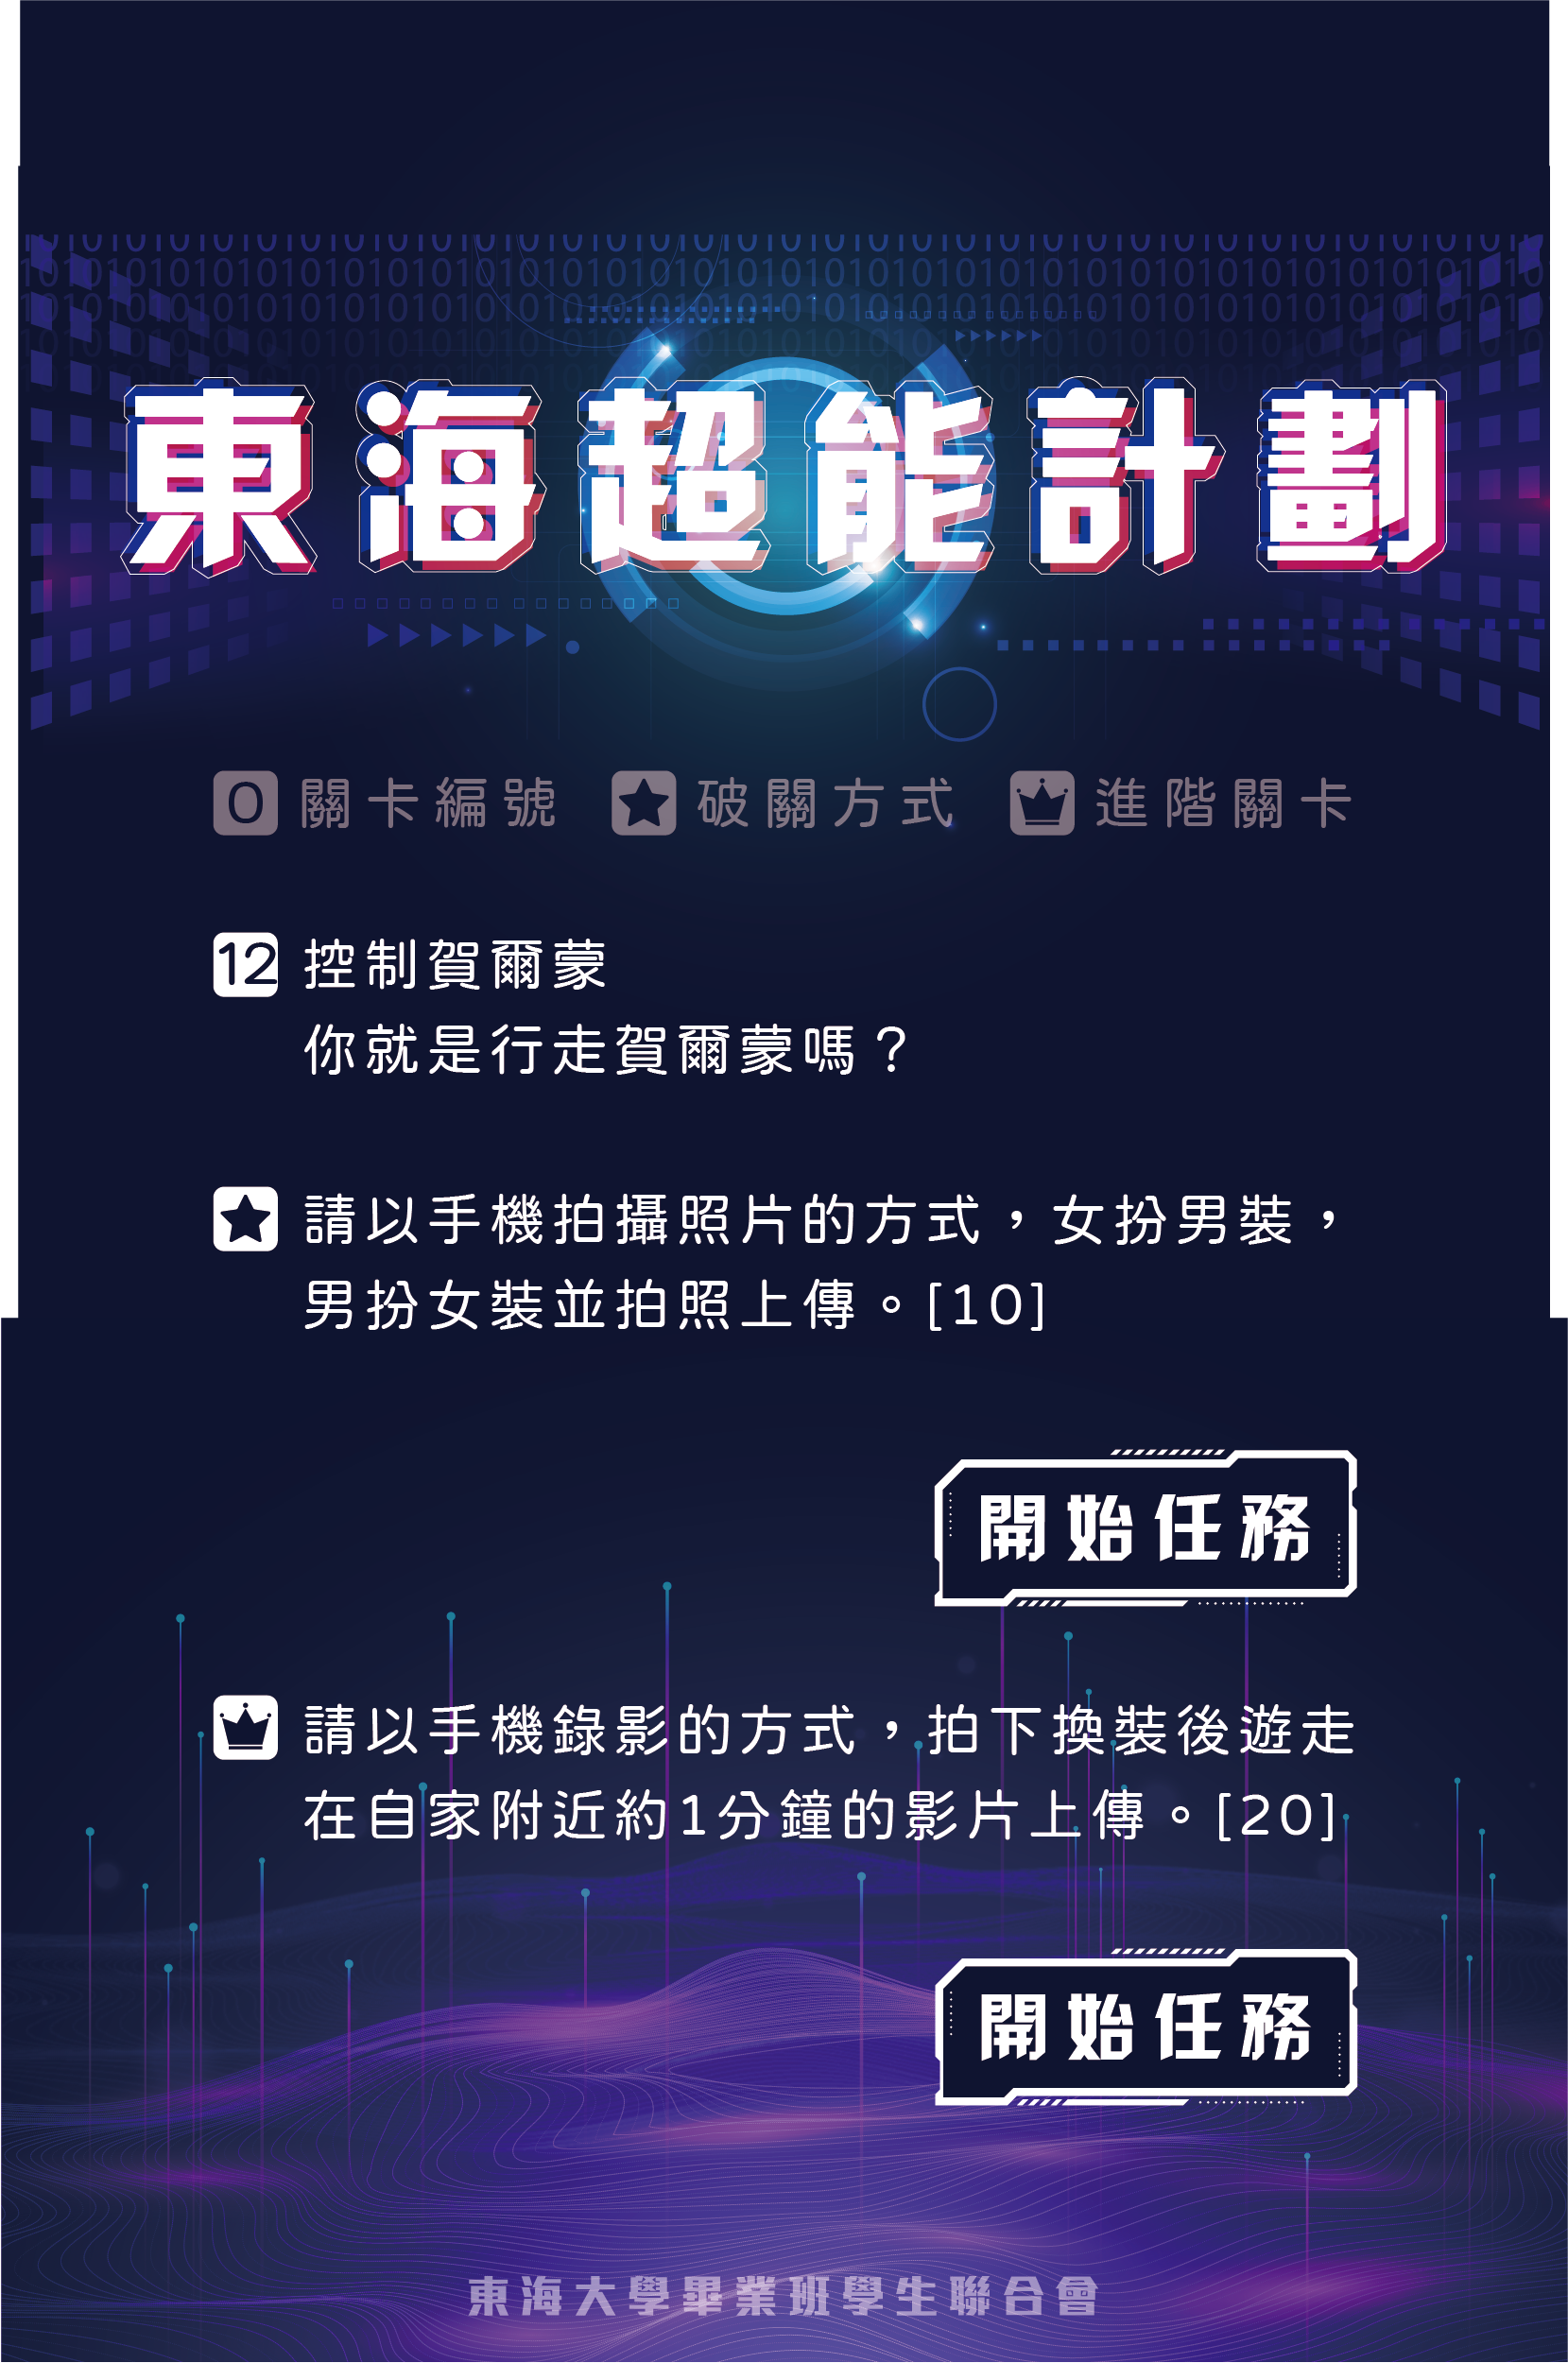 東海超能計劃
0 關卡編號 破關方式 進階關卡
12 控制賀爾蒙
你就是行走賀爾蒙嗎？
請以手機拍攝照片的方式，女扮男裝，
男扮女裝並拍照上傳。[10]
開始任務
請以手機錄影的方式，拍下換裝後遊走
在自家附近約1分鐘的影片上傳。[20]
開始任務
東海大學畢業班學生聯合會